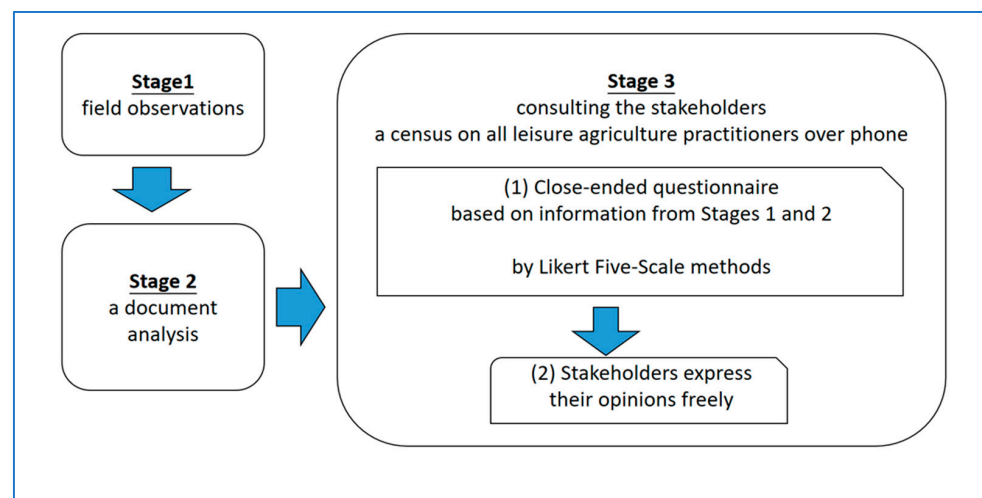 Stage1
field observations
Stage 2
a document
analysis
Stage 3
consulting the stakeholders
a census on all leisure agriculture practitioners over phone
(1) Close-ended questionnaire
based on information from Stages 1 and 2
by Likert Five-Scale methods
(2) Stakeholders express
their opinions freely